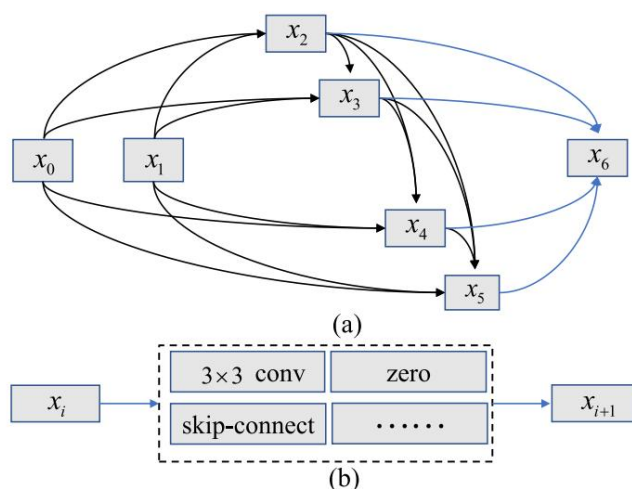 x₂
x₃
x₀ x₁ x₆
x₄
x₅
(a)
3×3 conv zero
xᵢ xᵢ₊₁
skip-connect ······
(b)